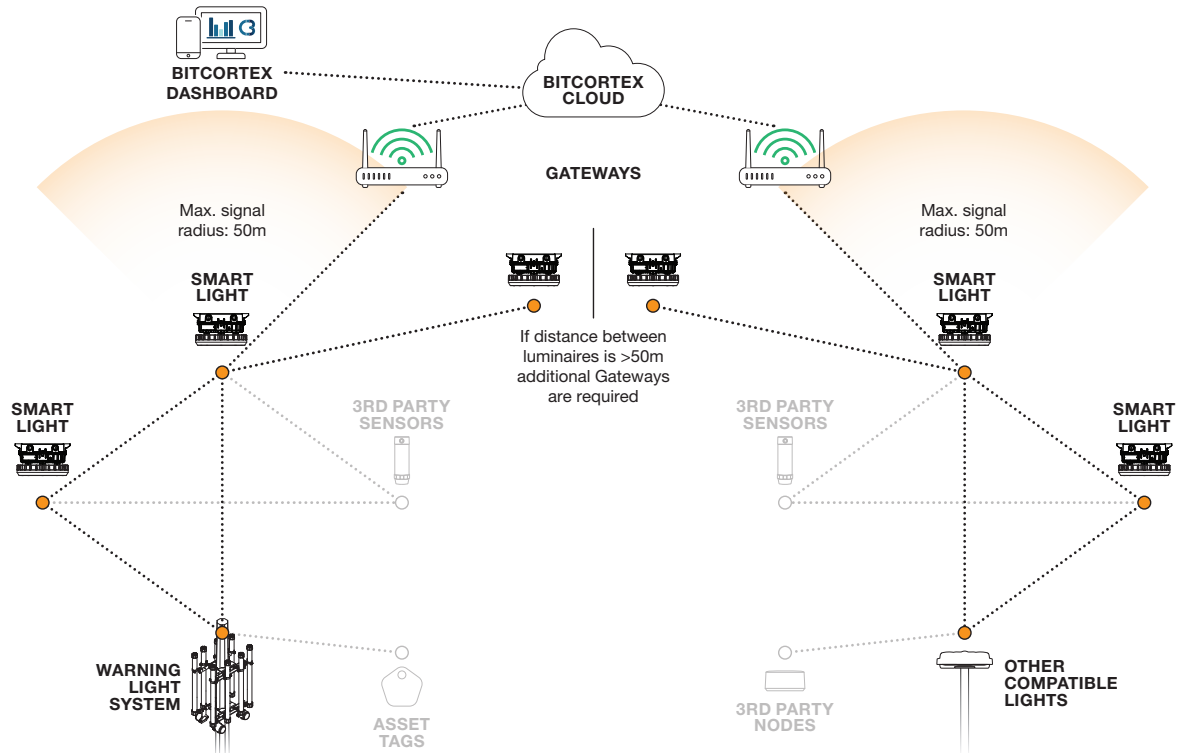 BITCORTEX
DASHBOARD
BITCORTEX
CLOUD
GATEWAYS
Max. signal
radius: 50m
Max. signal
radius: 50m
SMART
LIGHT
SMART
LIGHT
If distance between
luminaires is >50m
additional Gateways
are required
SMART
LIGHT
3RD PARTY
SENSORS
3RD PARTY
SENSORS
SMART
LIGHT
WARNING
LIGHT
SYSTEM
ASSET
TAGS
3RD PARTY
NODES
OTHER
COMPATIBLE
LIGHTS